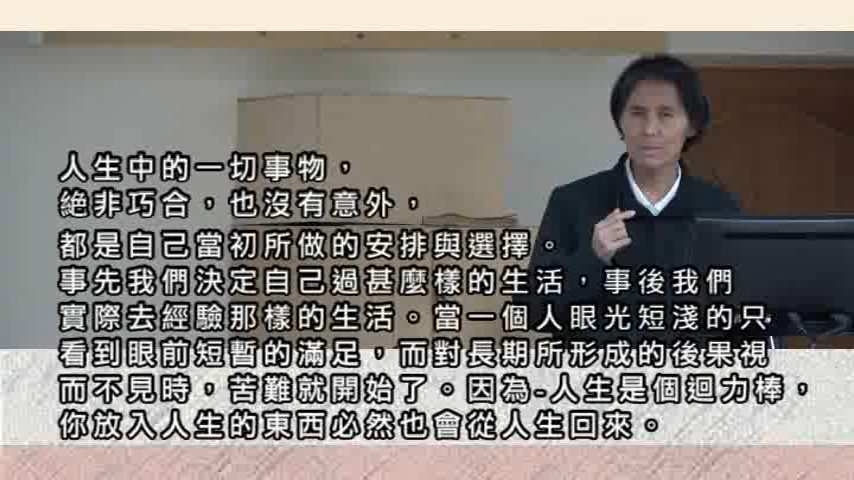 人生中的一切事物，
絕非巧合，也沒有意外，
都是自己當初所做的安排與選擇。
事先我們決定自己過甚麼樣的生活，事後我們
實際去經驗那樣的生活。當一個人眼光短淺的只
看到眼前短暫的滿足，而對長期所形成的後果視
而不見時，苦難就開始了。因為-人生是個迴力棒，
你放入人生的東西必然也會從人生回來。